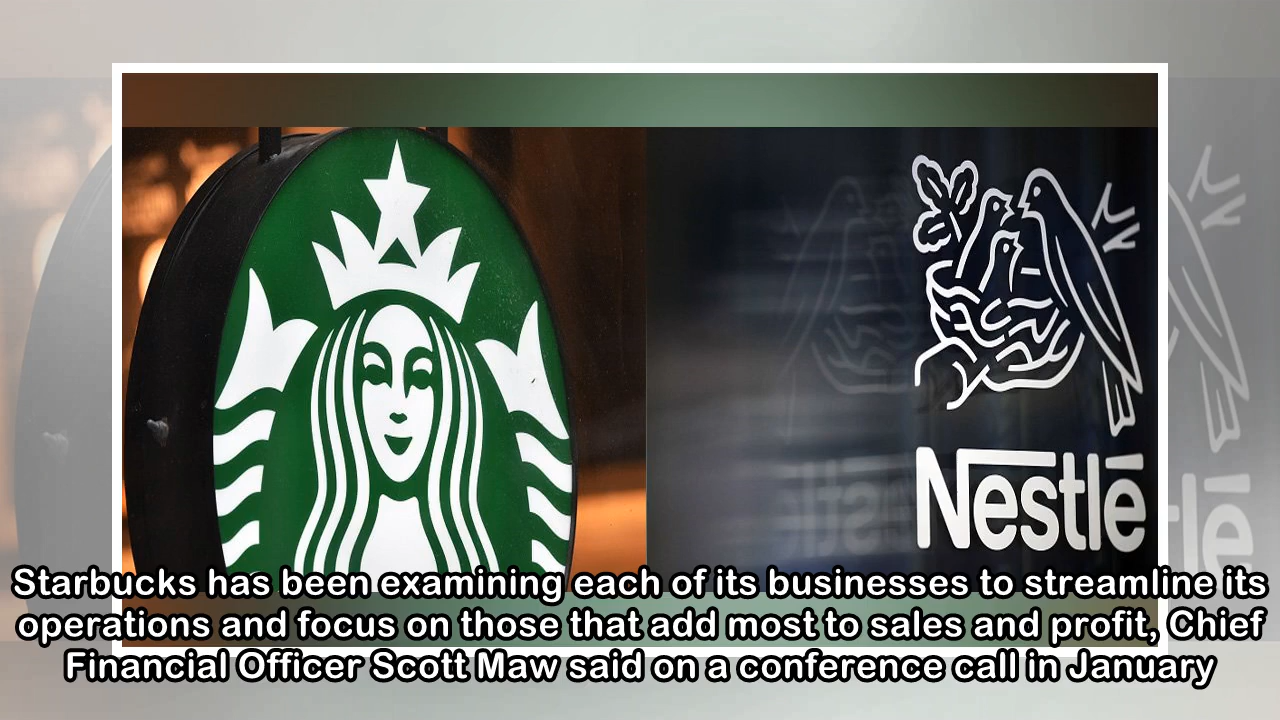 Nestlē
Starbucks has been examining each of its businesses to streamline its
operations and focus on those that add most to sales and profit, Chief
Financial Officer Scott Maw said on a conference call in January